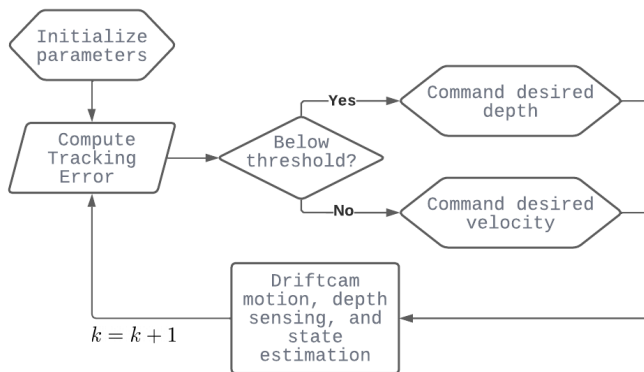 Initialize
parameters
Compute
Tracking
Error
Below
threshold?
Yes
Command desired
depth
No
Command desired
velocity
Driftcam
motion, depth
sensing, and
state
estimation
k = k + 1